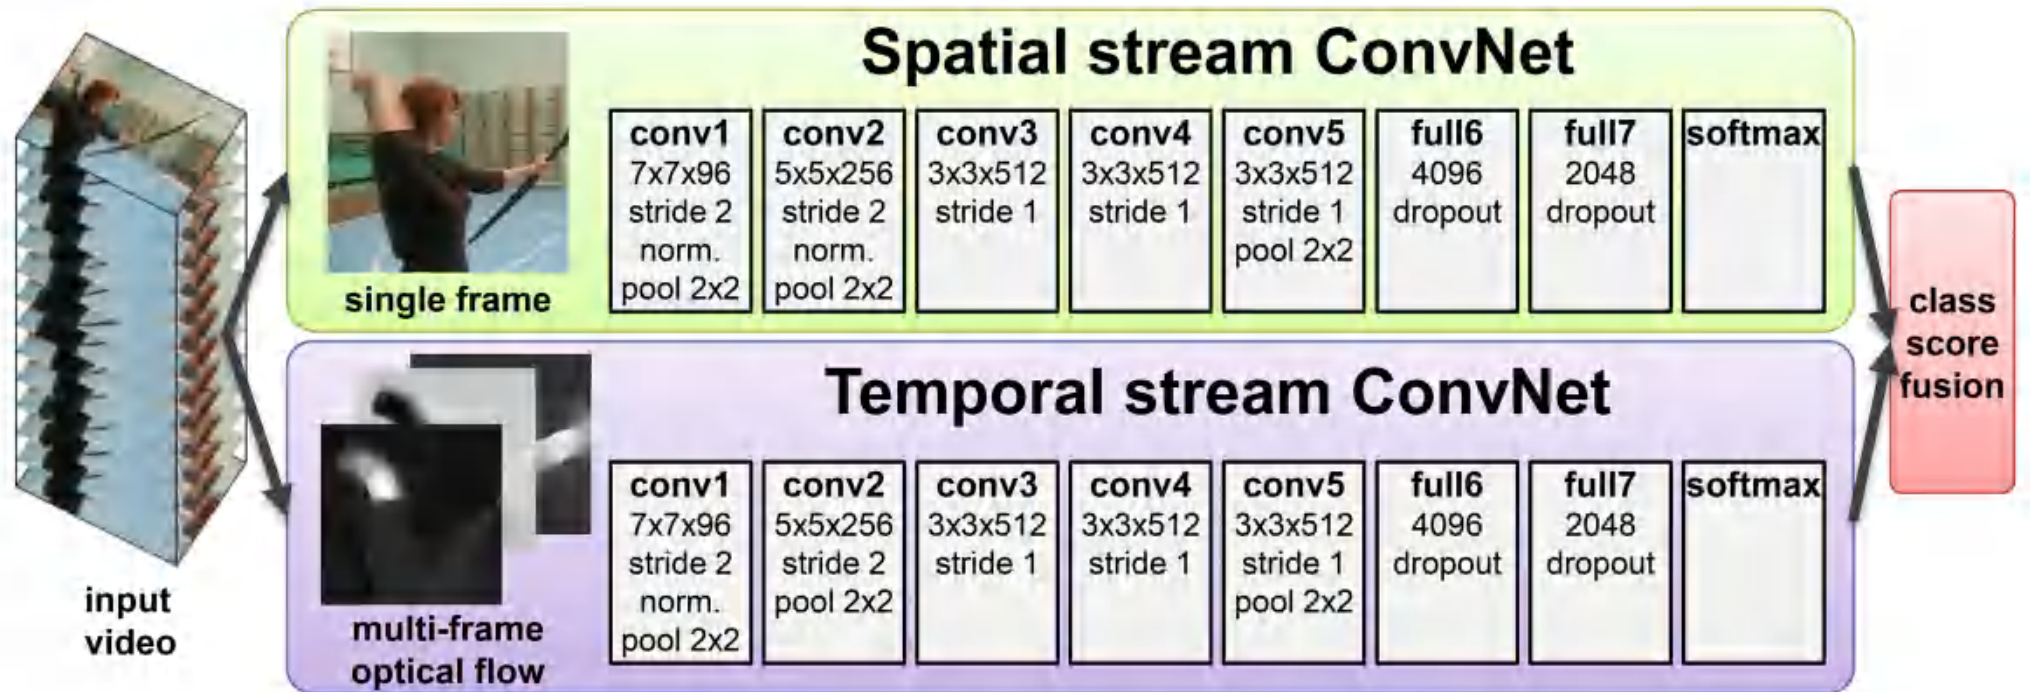 Spatial stream ConvNet
conv1
7x7x96
stride 2
norm.
pool 2x2
conv2
5x5x256
stride 2
norm.
pool 2x2
conv3
3x3x512
stride 1
conv4
3x3x512
stride 1
conv5
3x3x512
stride 1
pool 2x2
full6
4096
dropout
full7
2048
dropout
softmax
single frame
Temporal stream ConvNet
conv1
7x7x96
stride 2
norm.
pool 2x2
conv2
5x5x256
stride 2
pool 2x2
conv3
3x3x512
stride 1
conv4
3x3x512
stride 1
conv5
3x3x512
stride 1
pool 2x2
full6
4096
dropout
full7
2048
dropout
softmax
multi-frame
optical flow
input
video
class
score
fusion